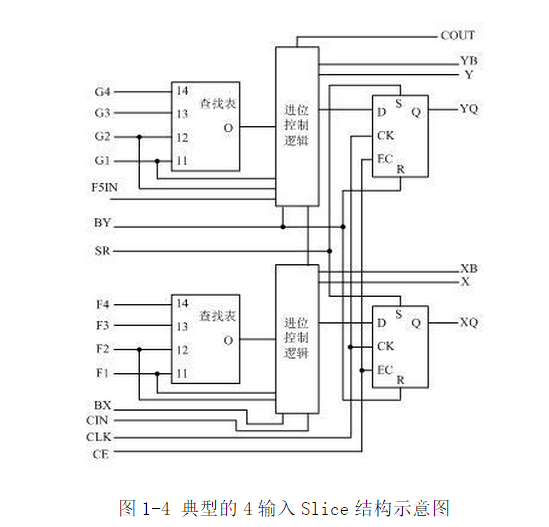 COUT
YB
Y
G4
14
查找表
进位
控制
逻辑
S
G3
13
D
Q
YQ
G2
12
O
CK
G1
11
EC
F5IN
R
BY
SR
XB
X
F4
14
查找表
进位
控制
逻辑
S
F3
13
D
Q
XQ
F2
12
O
CK
F1
11
EC
R
BX
CIN
CLK
CE
图 1-4 典型的 4 输入 Slice 结构示意图